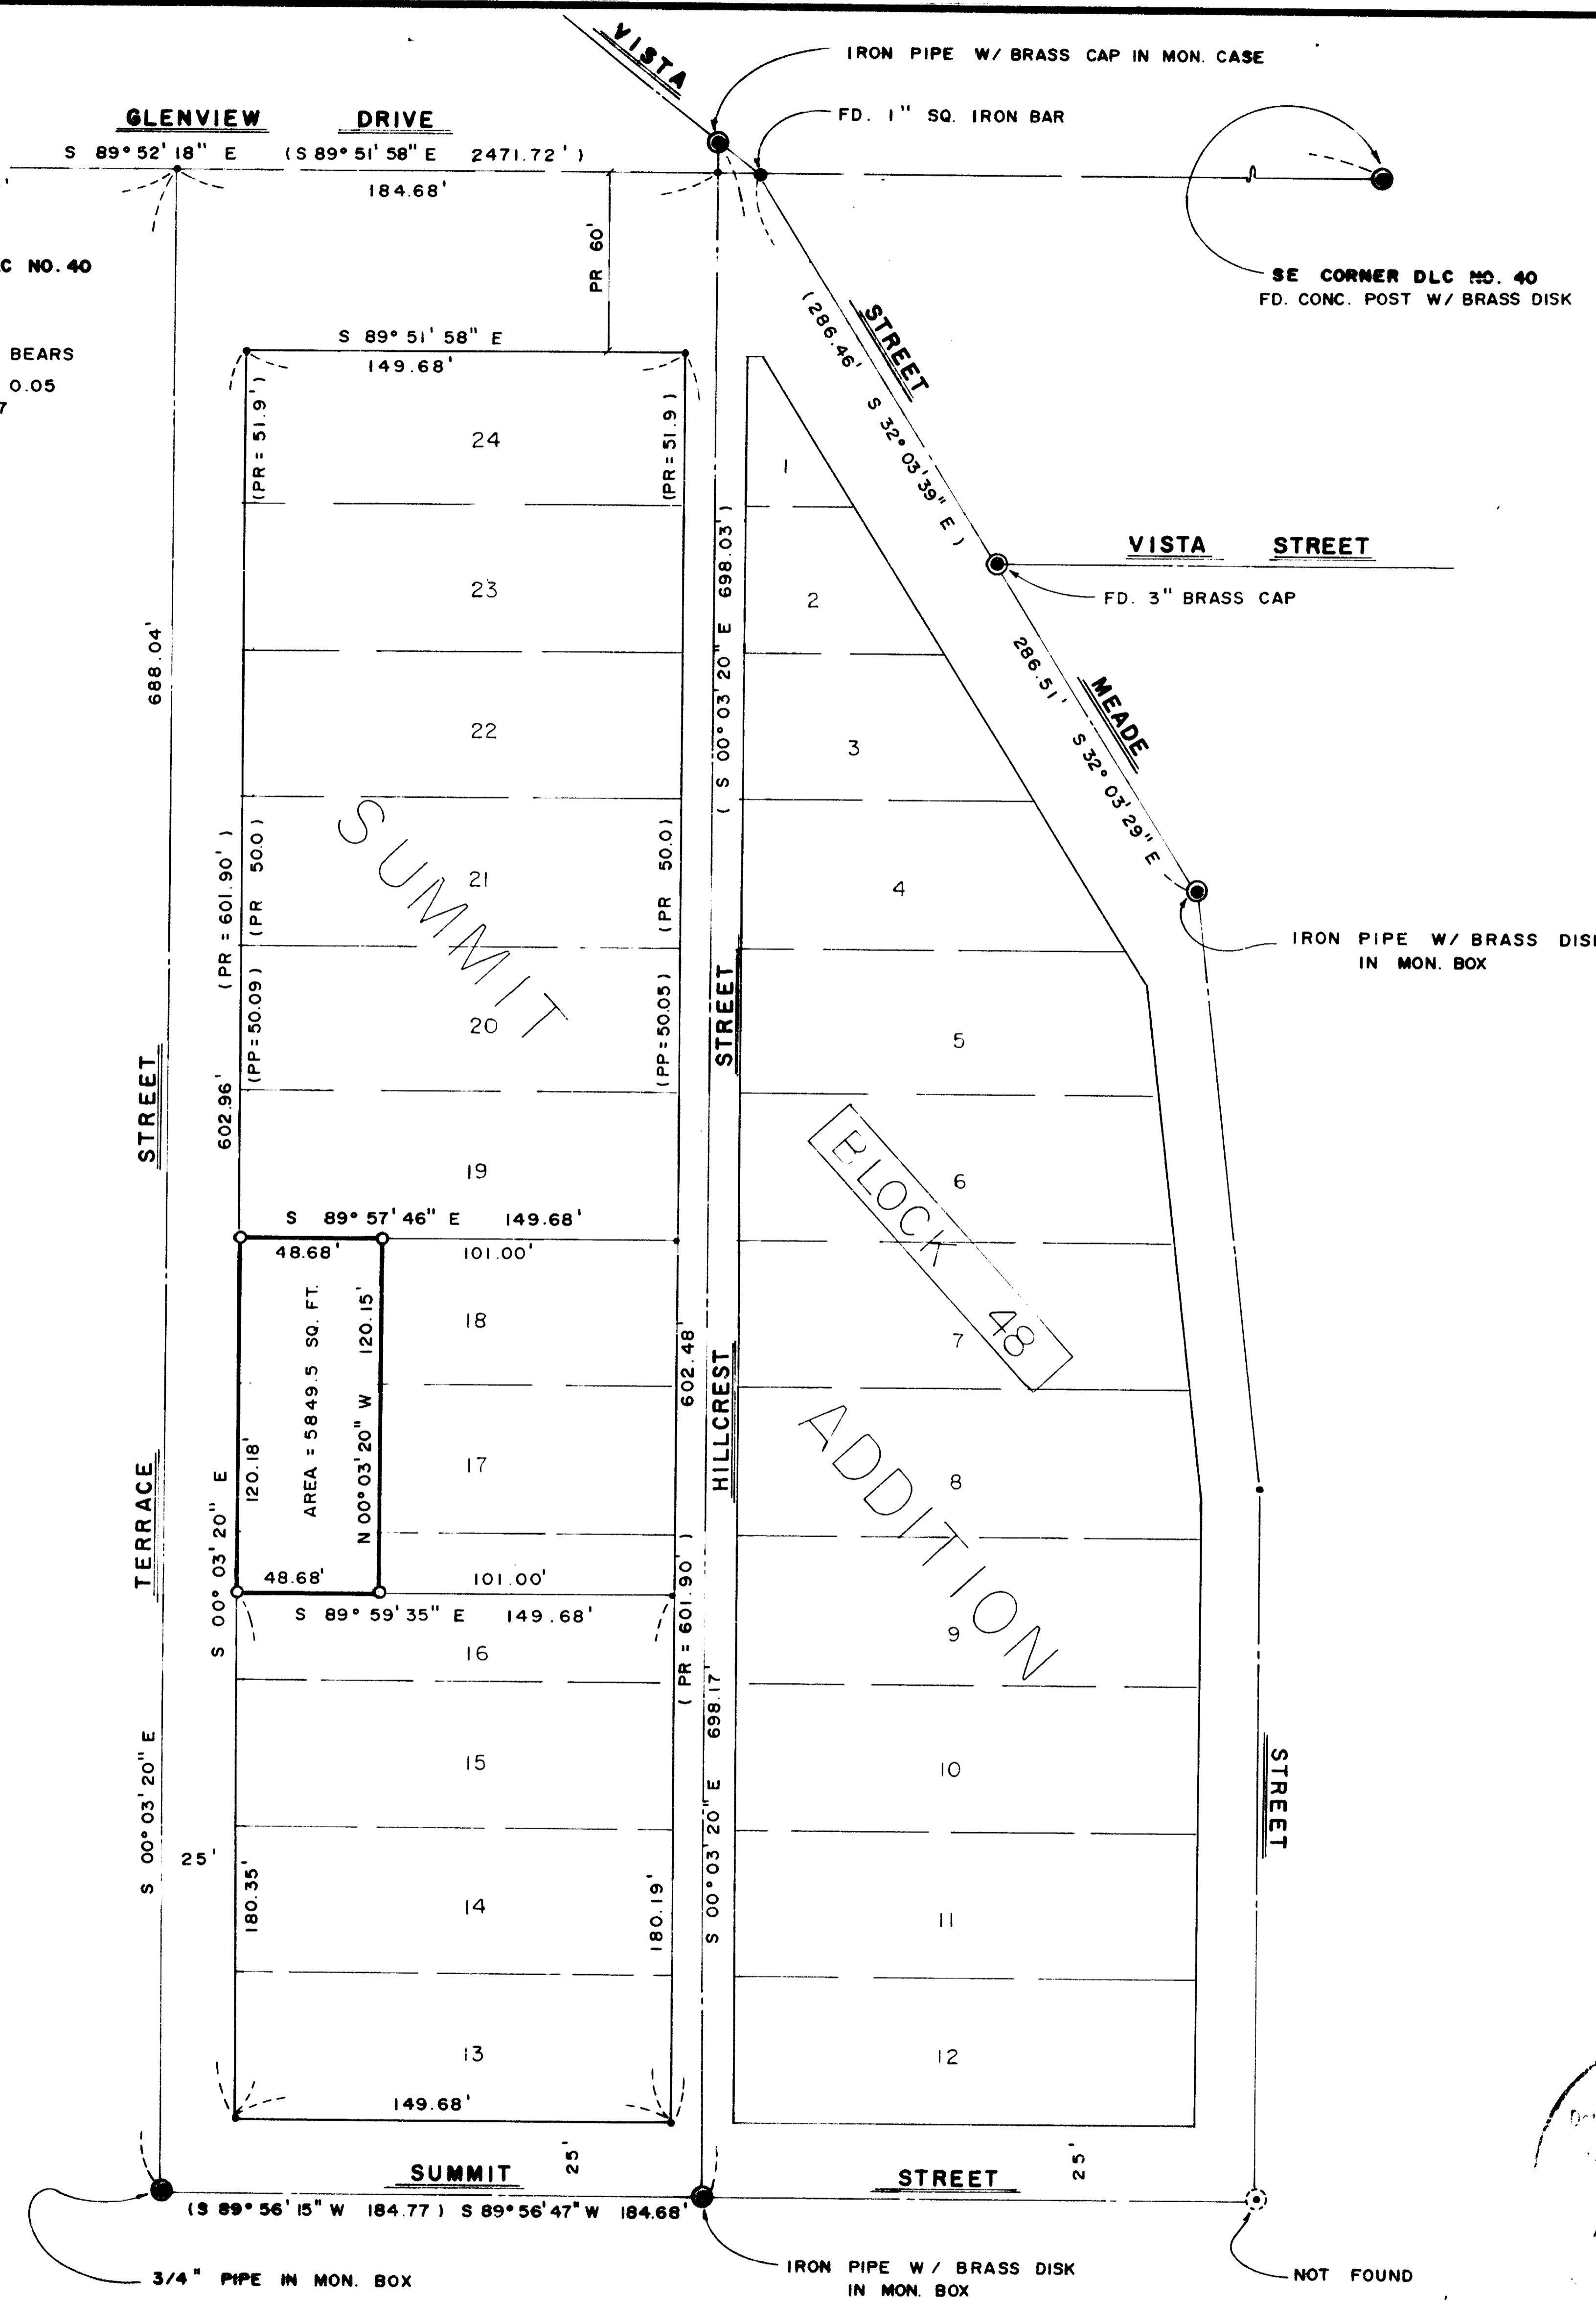 VISTA
IRON PIPE W/ BRASS CAP IN MON. CASE
FD. 1" SQ. IRON BAR
GLENVIEW DRIVE
S 89° 52' 18" E (S 89° 51' 58" E 2471.72')
184.68'
PR 60'
C NO. 40
SE CORNER DLC NO. 40
FD. CONC. POST W/ BRASS DISK
BEARS
0.05
7
S 89° 51' 58" E
149.68'
(PR = 51.9')
(PR = 51.9)
24
STREET
(286.46' S 32° 03' 39" E)
1
VISTA STREET
FD. 3" BRASS CAP
23
2
(S 00° 03' 20" E 698.03')
688.04'
22
3
286.51' S 32° 03' 29" E
MEADE
SUMMIT
(PR = 601.90')
(PR 50.0)
21
(PR 50.0)
4
IRON PIPE W/ BRASS DIS
IN MON. BOX
(PP = 50.09)
20
(PP = 50.05)
STREET
5
STREET
602.96'
19
6
BLOCK 48
S 89° 57' 46" E 149.68'
48.68'
101.00'
AREA = 5849.5 SQ. FT.
N 00° 03' 20" W 120.15'
18
602.48'
7
HILLCREST
120.18'
17
ADDITION
8
TERRACE
S 00° 03' 20" E
48.68'
101.00'
S 89° 59' 35" E 149.68'
(PR = 601.90')
16
9
S 00° 03' 20" E
S 00° 03' 20" E 698.17'
15
10
STREET
25'
180.35'
14
180.19'
11
13
12
149.68'
25'
25'
SUMMIT STREET
(S 89° 56' 15" W 184.77) S 89° 56' 47" W 184.68'
3/4" PIPE IN MON. BOX
IRON PIPE W/ BRASS DISK
IN MON. BOX
NOT FOUND